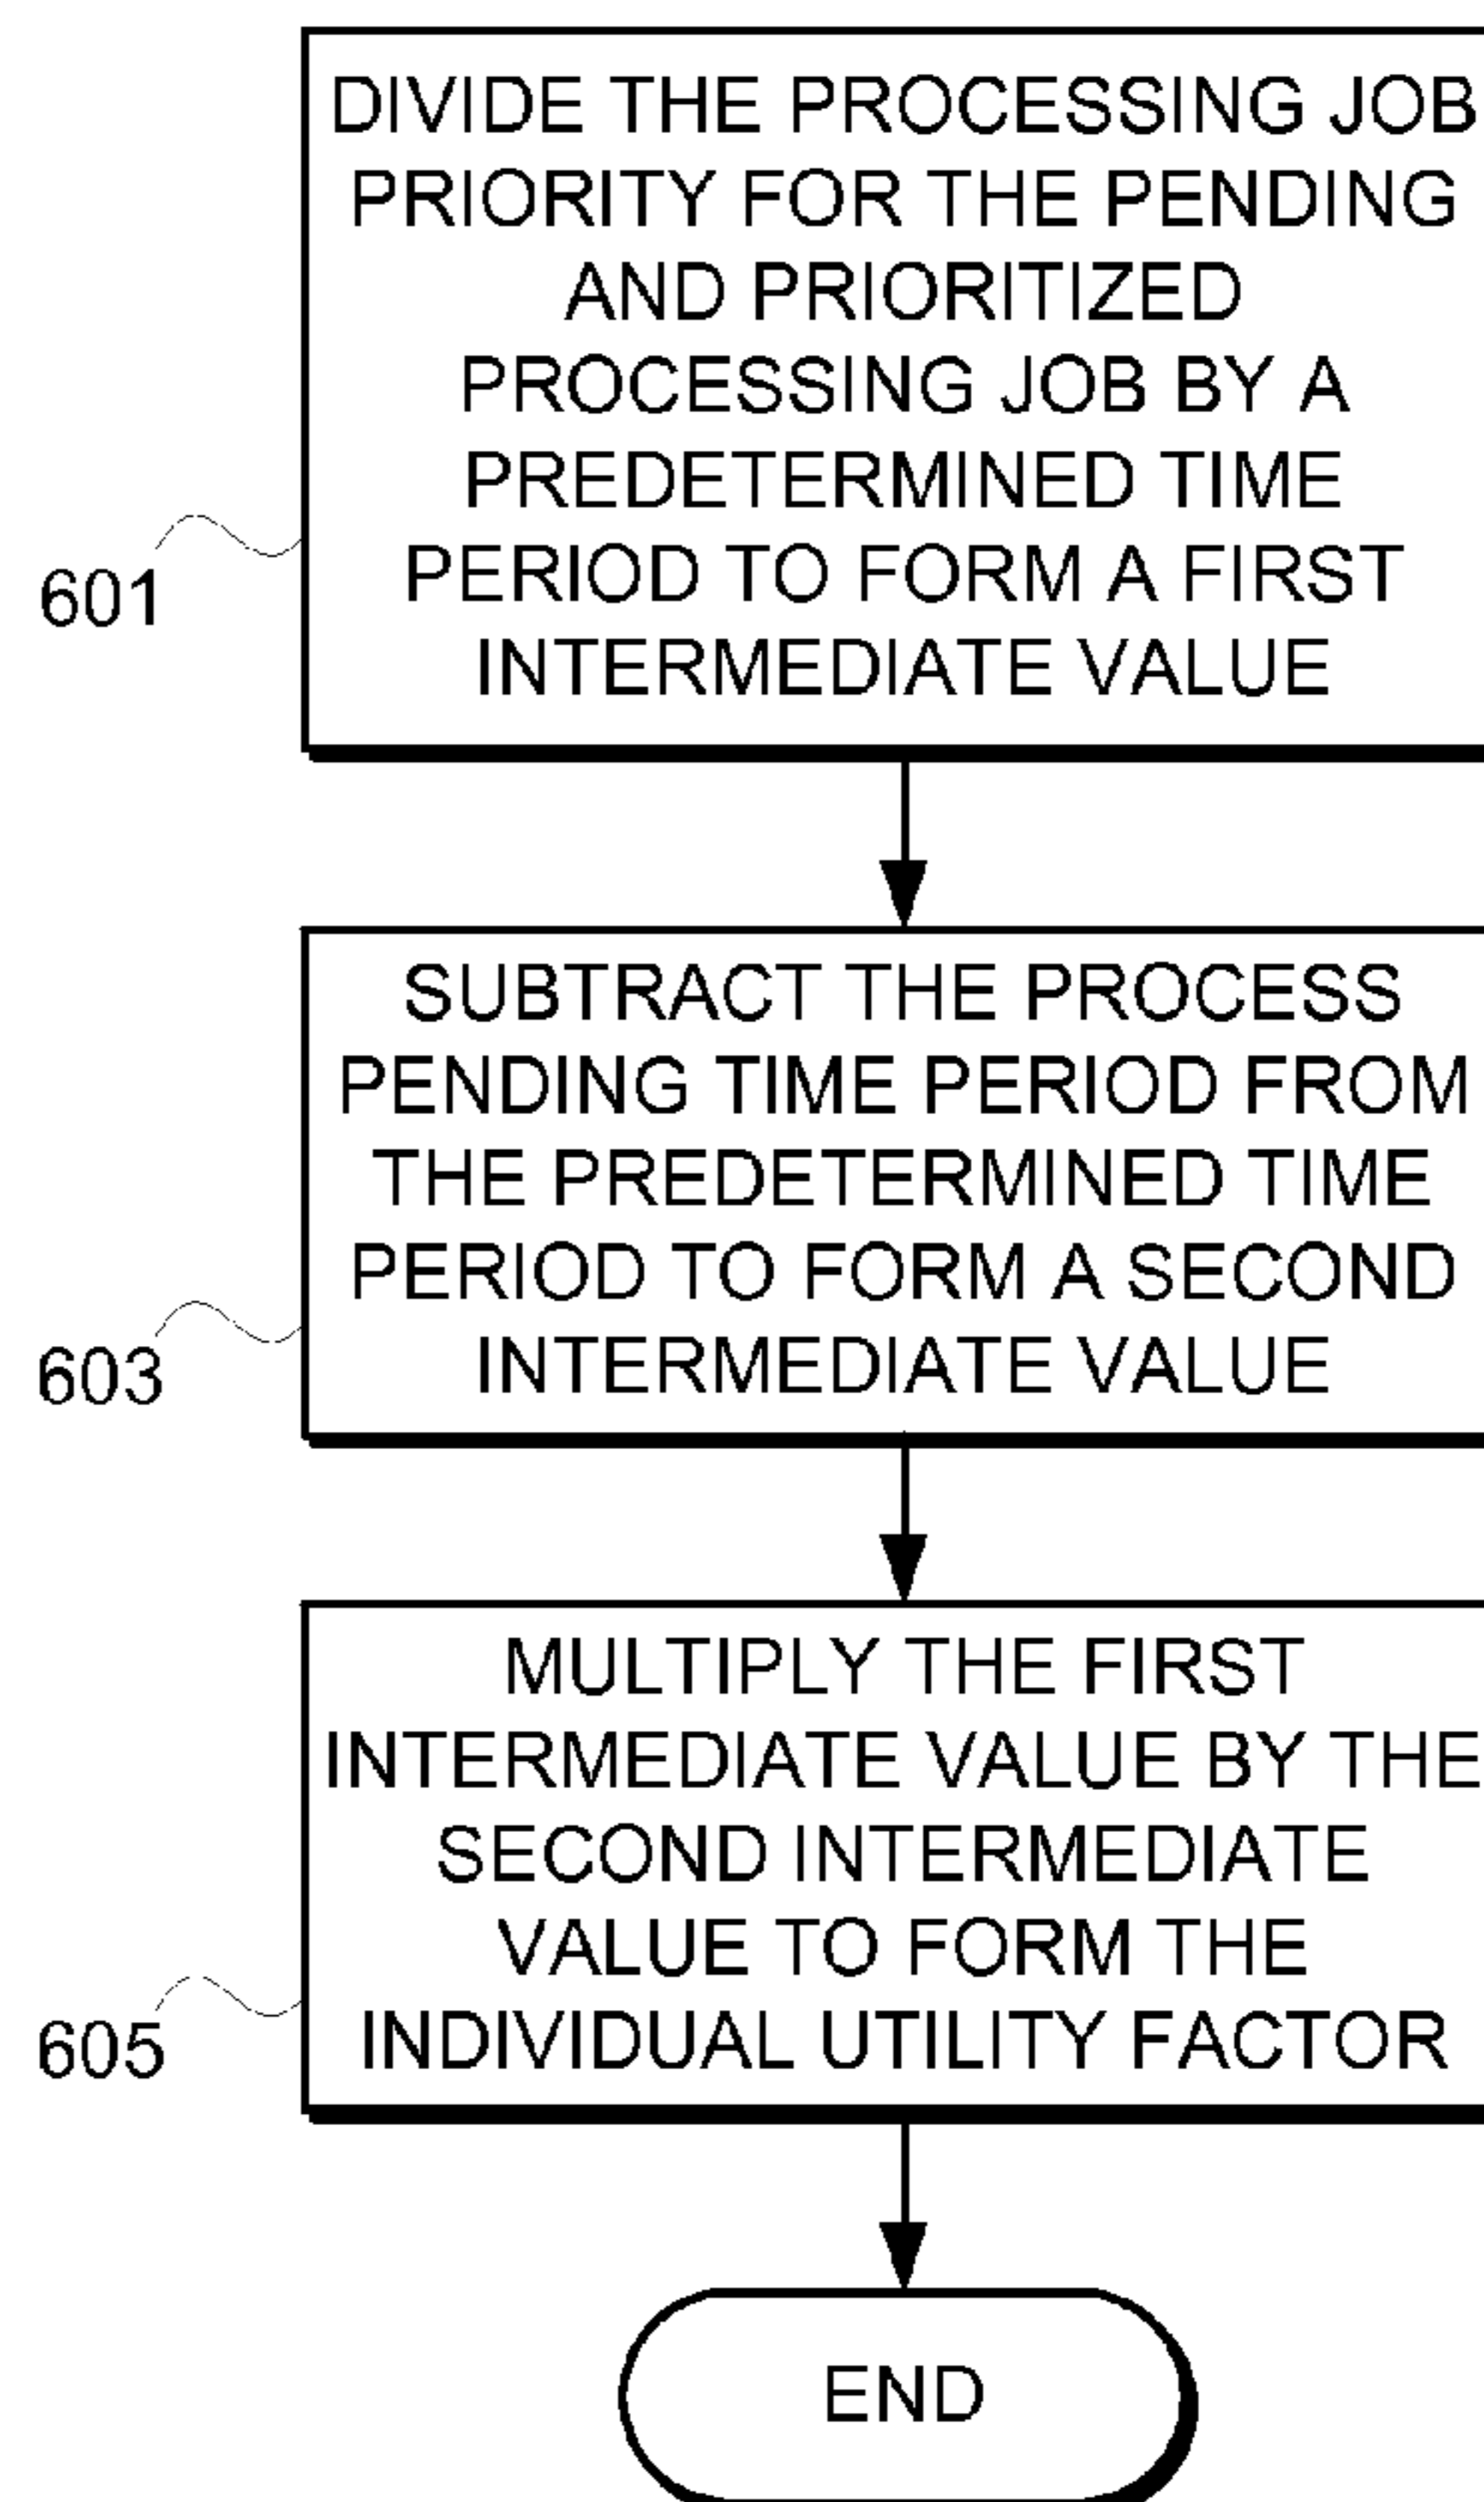 DIVIDE THE PROCESSING JOB
PRIORITY FOR THE PENDING
AND PRIORITIZED
PROCESSING JOB BY A
PREDETERMINED TIME
PERIOD TO FORM A FIRST
INTERMEDIATE VALUE
601
SUBTRACT THE PROCESS
PENDING TIME PERIOD FROM
THE PREDETERMINED TIME
PERIOD TO FORM A SECOND
INTERMEDIATE VALUE
603
MULTIPLY THE FIRST
INTERMEDIATE VALUE BY THE
SECOND INTERMEDIATE
VALUE TO FORM THE
INDIVIDUAL UTILITY FACTOR
605
END